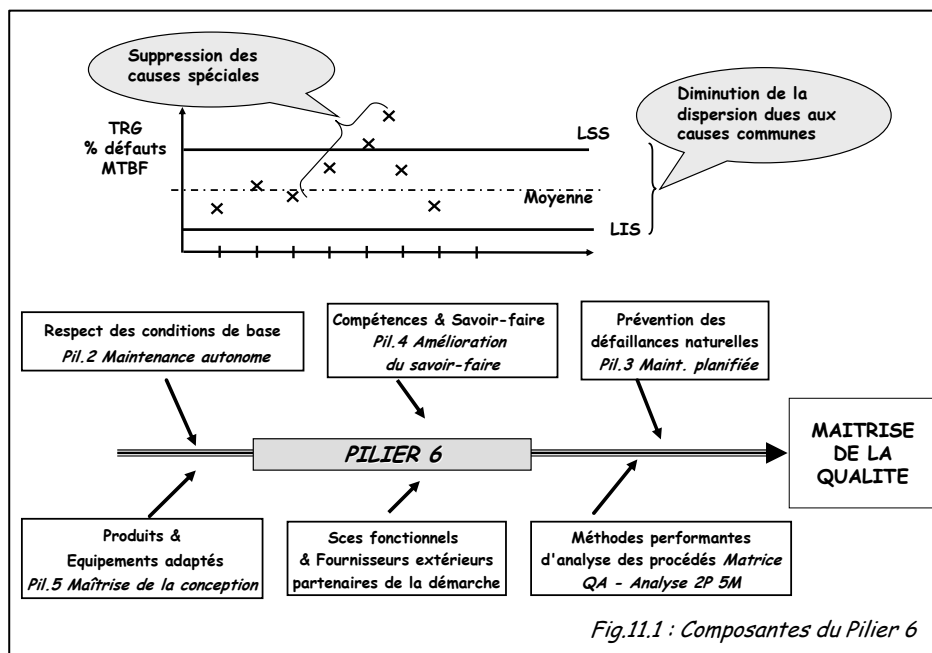 Suppression des
causes spéciales
Diminution de la
dispersion dues aux
causes communes
TRG
% défauts
MTBF
LSS
Moyenne
LIS
Respect des conditions de base
Pil.2 Maintenance autonome
Compétences & Savoir-faire
Pil.4 Amélioration
du savoir-faire
Prévention des
défaillances naturelles
Pil.3 Maint. planifiée
PILIER 6
MAITRISE
DE LA
QUALITE
Produits &
Equipements adaptés
Pil.5 Maîtrise de la conception
Sces fonctionnels
& Fournisseurs extérieurs
partenaires de la démarche
Méthodes performantes
d'analyse des procédés Matrice
QA - Analyse 2P 5M
Fig.11.1 : Composantes du Pilier 6